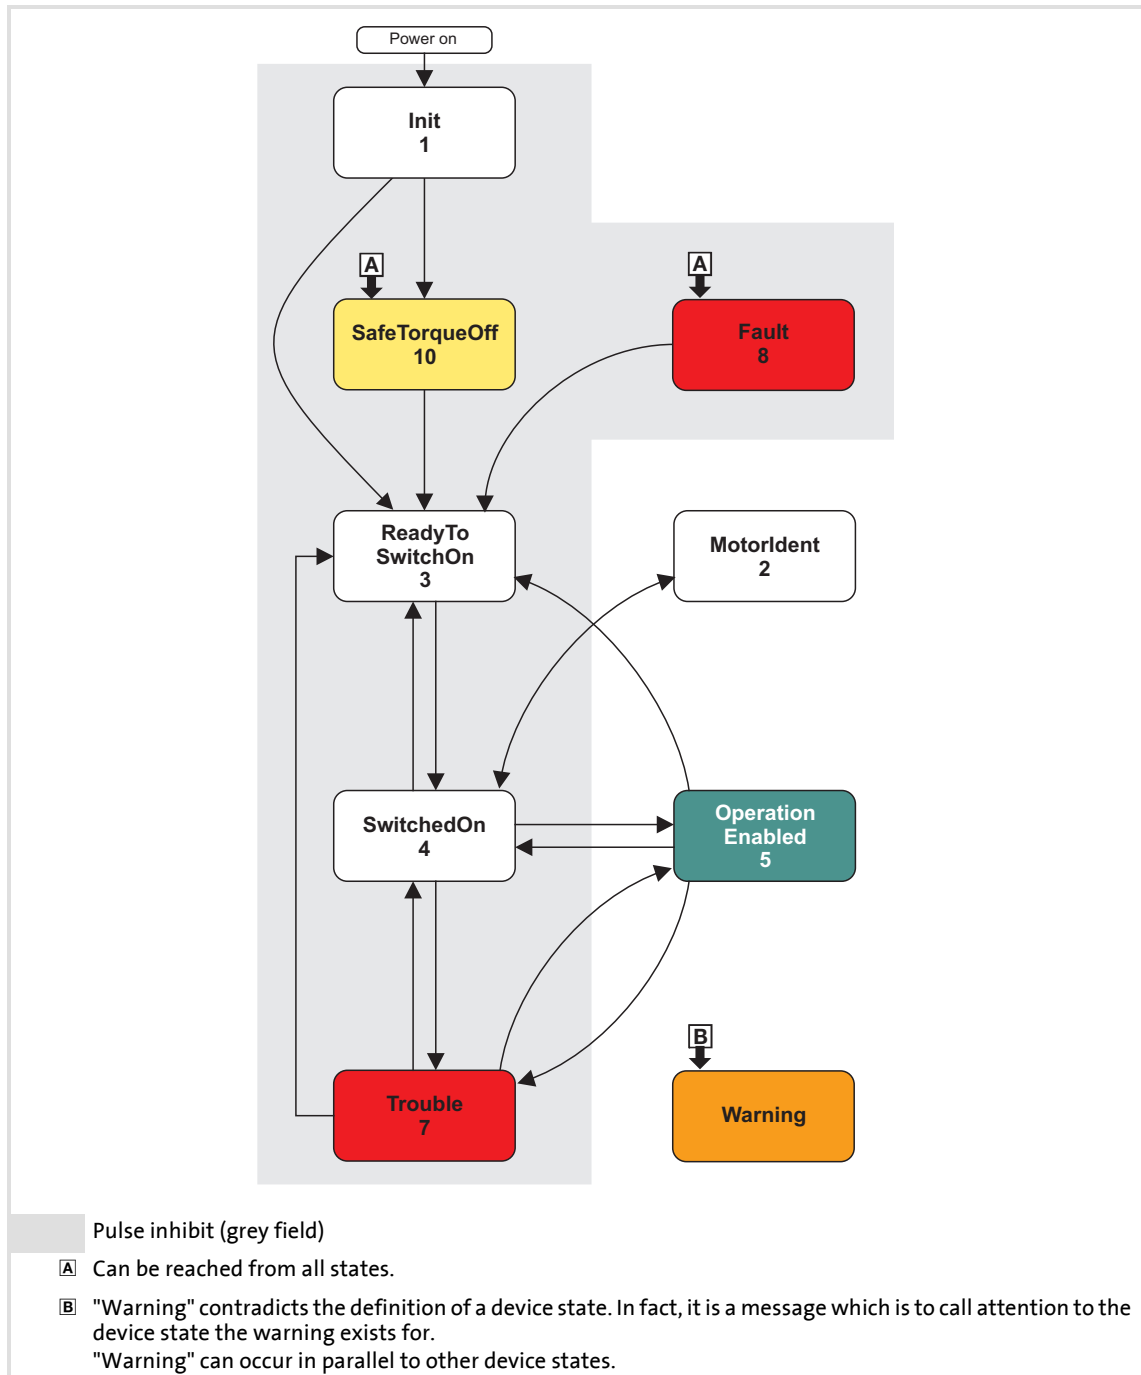 Power on
Init
1
A
A
SafeTorqueOff
10
Fault
8
ReadyTo
SwitchOn
3
MotorIdent
2
SwitchedOn
4
Operation
Enabled
5
B
Trouble
7
Warning
Pulse inhibit (grey field)
A Can be reached from all states.
B "Warning" contradicts the definition of a device state. In fact, it is a message which is to call attention to the
device state the warning exists for.
"Warning" can occur in parallel to other device states.